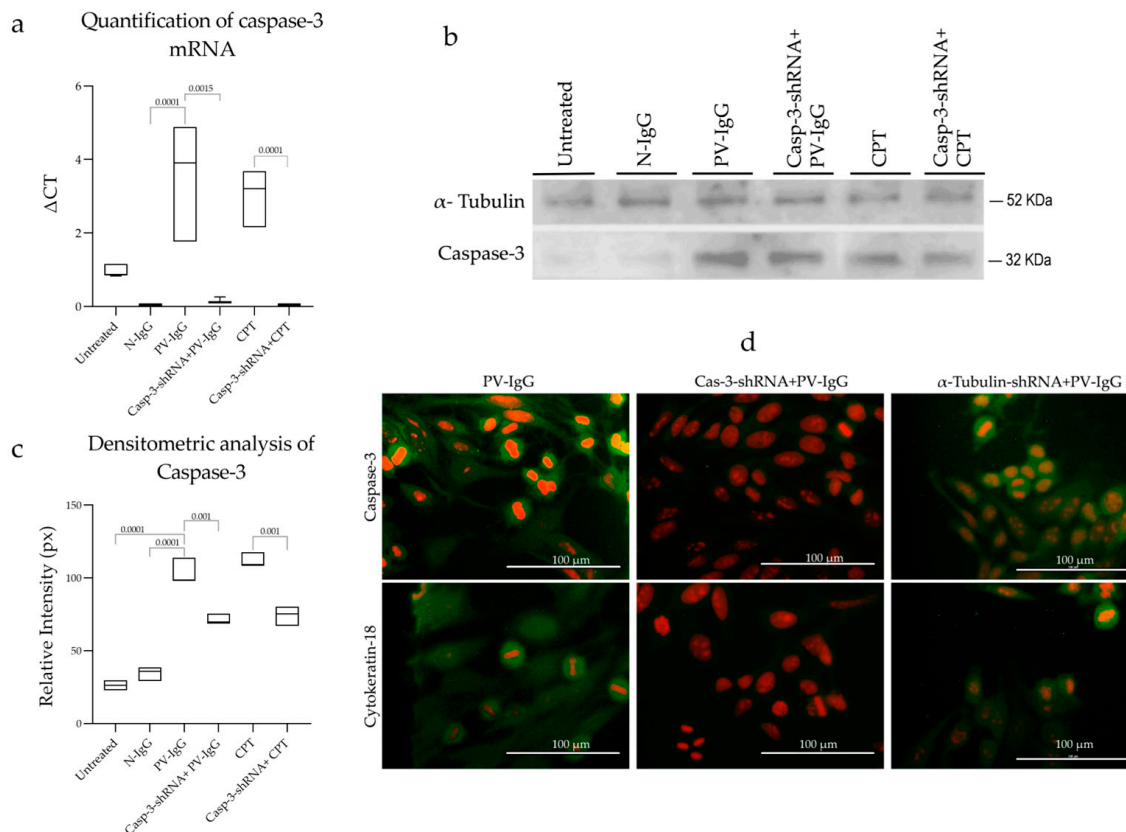 a
Quantification of caspase-3
mRNA
6
4
2
0
ΔCT
0.0001
0.0015
0.0001
Untreated
N-IgG
PV-IgG
Casp-3-shRNA+PV-IgG
CPT
Casp-3-shRNA+CPT
b
Untreated
N-IgG
PV-IgG
Casp-3-shRNA+
PV-IgG
CPT
Casp-3-shRNA+
CPT
α- Tubulin
52 KDa
Caspase-3
32 KDa
c
Densitometric analysis of
Caspase-3
150
100
50
0
Relative Intensity (px)
0.0001
0.0001
0.001
0.001
Untreated
N-IgG
PV-IgG
Casp-3-shRNA+ PV-IgG
CPT
Casp-3-shRNA+ CPT
d
PV-IgG
Cas-3-shRNA+PV-IgG
α-Tubulin-shRNA+PV-IgG
Caspase-3
100 µm
100 µm
100 µm
Cytokeratin-18
100 µm
100 µm
100 µm